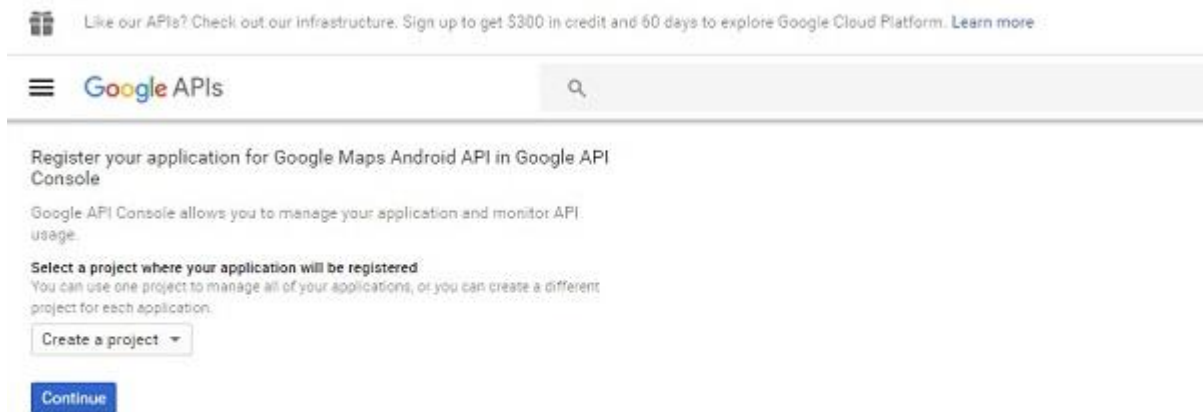 Like our APIs? Check out our infrastructure. Sign up to get $300 in credit and 60 days to explore Google Cloud Platform. Learn more
Google APIs
Register your application for Google Maps Android API in Google API
Console
Google API Console allows you to manage your application and monitor API
usage.
Select a project where your application will be registered
You can use one project to manage all of your applications, or you can create a different
project for each application.
Create a project
Continue